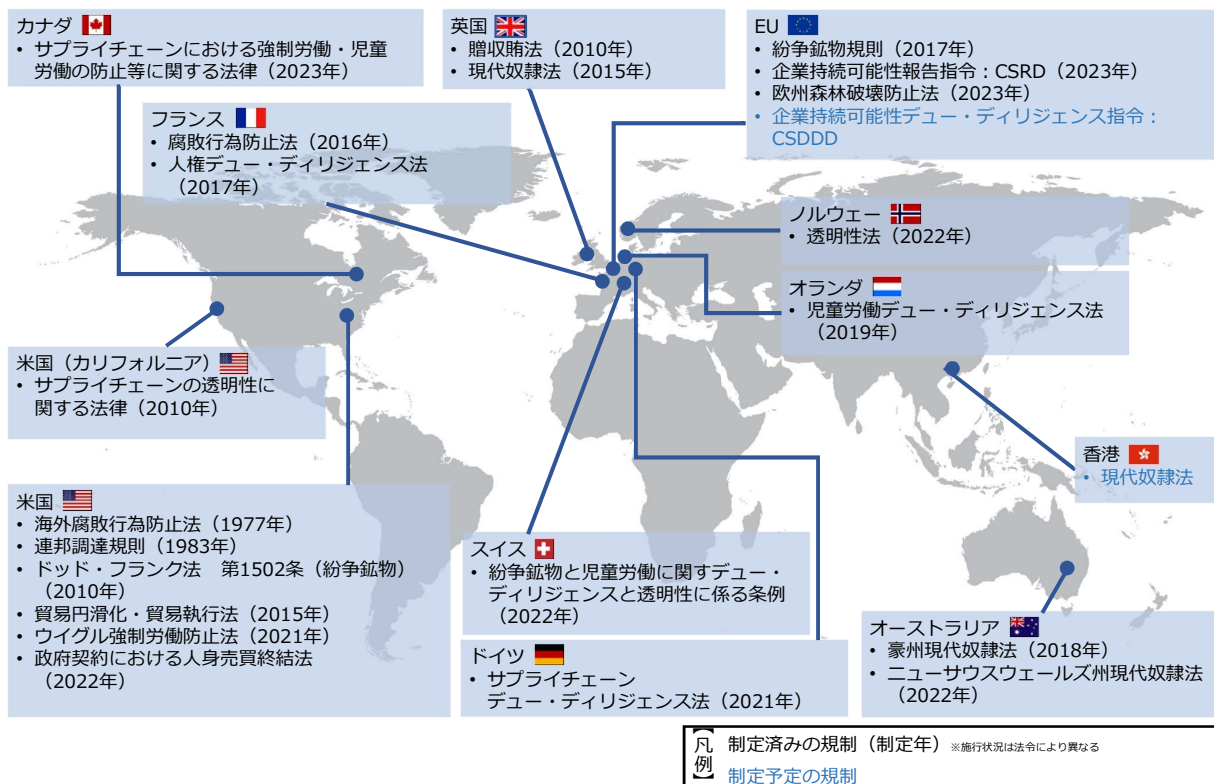 カナダ
• サプライチェーンにおける強制労働・児童
労働の防止等に関する法律（2023年）
英国
• 贈収賄法（2010年）
• 現代奴隷法（2015年）
EU
• 紛争鉱物規則（2017年）
• 企業持続可能性報告指令：CSRD（2023年）
• 欧州森林破壊防止法（2023年）
• 企業持続可能性デュー・ディリジェンス指令：
CSDDD
フランス
• 腐敗行為防止法（2016年）
• 人権デュー・ディリジェンス法
（2017年）
ノルウェー
• 透明性法（2022年）
オランダ
• 児童労働デュー・ディリジェンス法
（2019年）
米国（カリフォルニア）
• サプライチェーンの透明性に
関する法律（2010年）
香港
• 現代奴隷法
米国
• 海外腐敗行為防止法（1977年）
• 連邦調達規則（1983年）
• ドッド・フランク法　第1502条（紛争鉱物）
（2010年）
• 貿易円滑化・貿易執行法（2015年）
• ウイグル強制労働防止法（2021年）
• 政府契約における人身売買終結法
（2022年）
スイス
• 紛争鉱物と児童労働に関すデュー・
ディリジェンスと透明性に係る条例
（2022年）
ドイツ
• サプライチェーン
デュー・ディリジェンス法（2021年）
オーストラリア
• 豪州現代奴隷法（2018年）
• ニューサウスウェールズ州現代奴隷法
（2022年）
【凡例】
制定済みの規制（制定年）※施行状況は法令により異なる
制定予定の規制